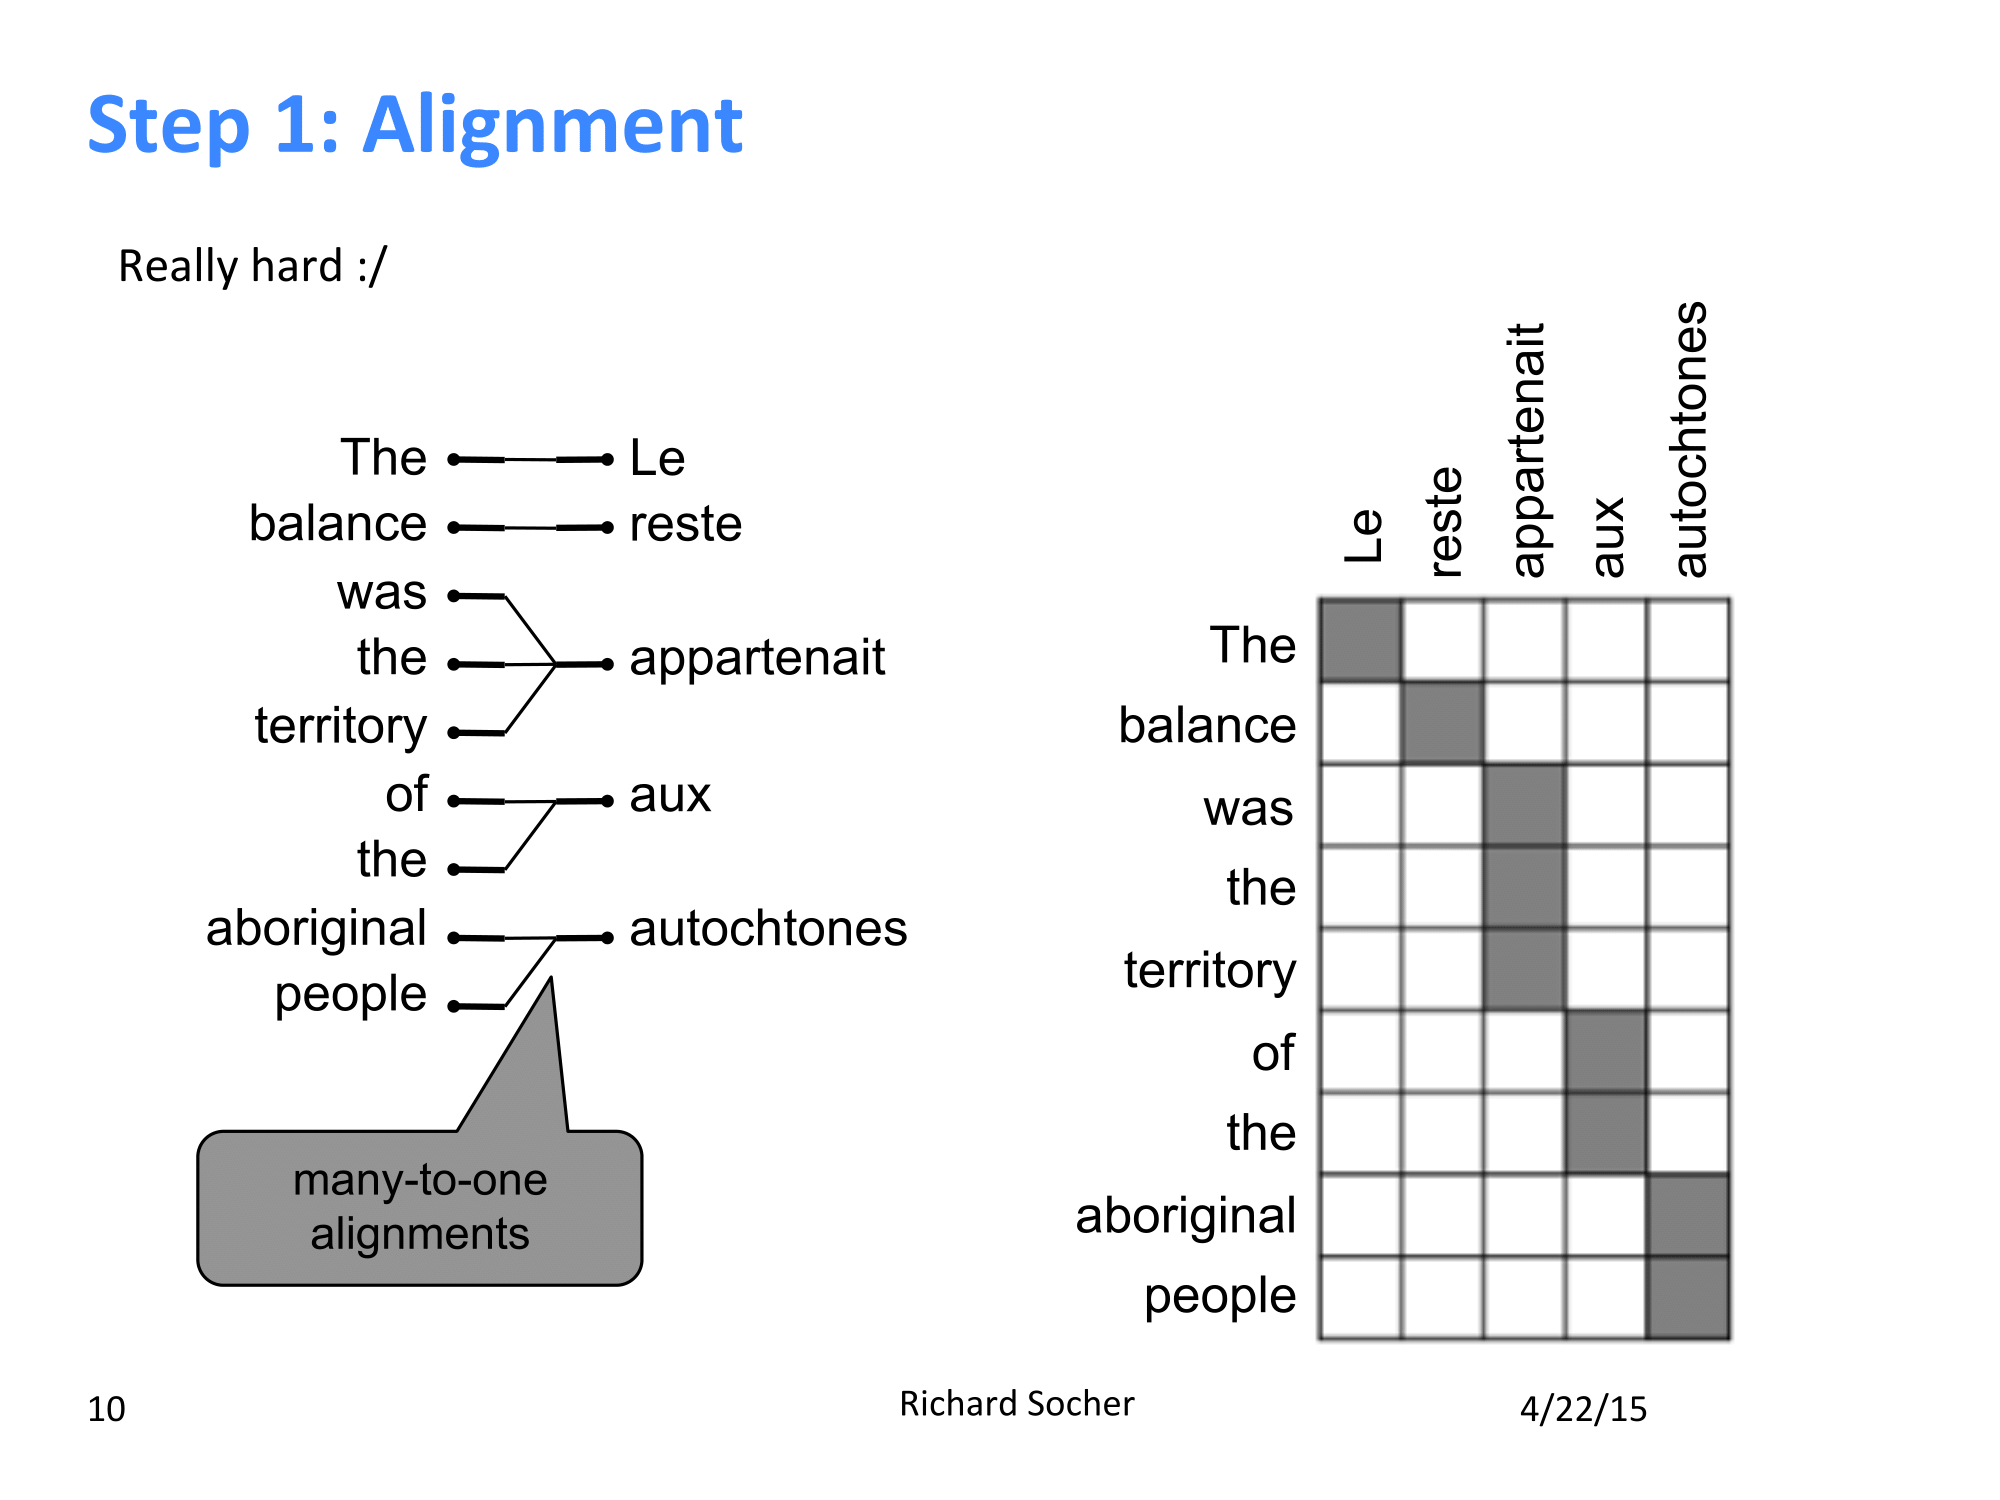 Step 1: Alignment
Really hard :/
The Le
balance reste
was
the appartenait
territory
of aux
the
aboriginal autochtones
people
many-to-one
alignments
Le reste appartenait aux autochtones
The
balance
was
the
territory
of
the
aboriginal
people
10 Richard Socher 4/22/15